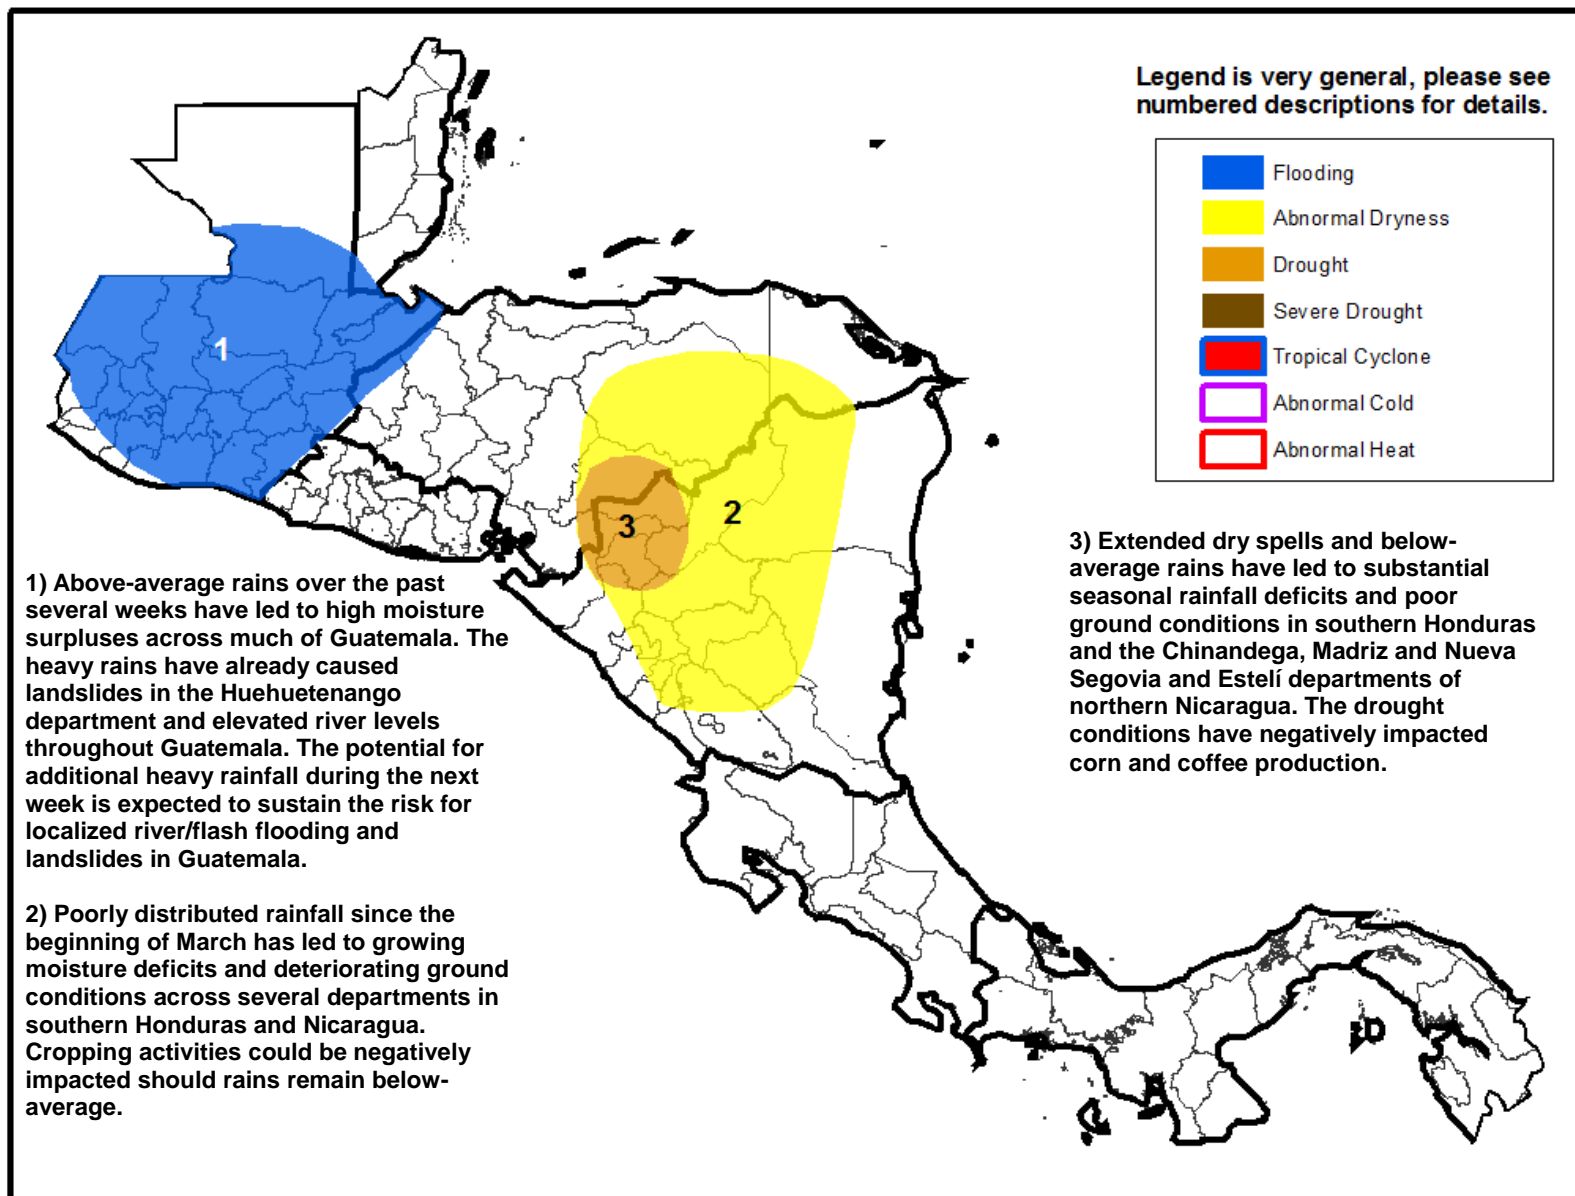 Legend is very general, please see
numbered descriptions for details.
Flooding
Abnormal Dryness
Drought
Severe Drought
Tropical Cyclone
Abnormal Cold
Abnormal Heat
1
2
3
1) Above-average rains over the past
several weeks have led to high moisture
surpluses across much of Guatemala. The
heavy rains have already caused
landslides in the Huehuetenango
department and elevated river levels
throughout Guatemala. The potential for
additional heavy rainfall during the next
week is expected to sustain the risk for
localized river/flash flooding and
landslides in Guatemala.
2) Poorly distributed rainfall since the
beginning of March has led to growing
moisture deficits and deteriorating ground
conditions across several departments in
southern Honduras and Nicaragua.
Cropping activities could be negatively
impacted should rains remain below-
average.
3) Extended dry spells and below-
average rains have led to substantial
seasonal rainfall deficits and poor
ground conditions in southern Honduras
and the Chinandega, Madriz and Nueva
Segovia and Estelí departments of
northern Nicaragua. The drought
conditions have negatively impacted
corn and coffee production.